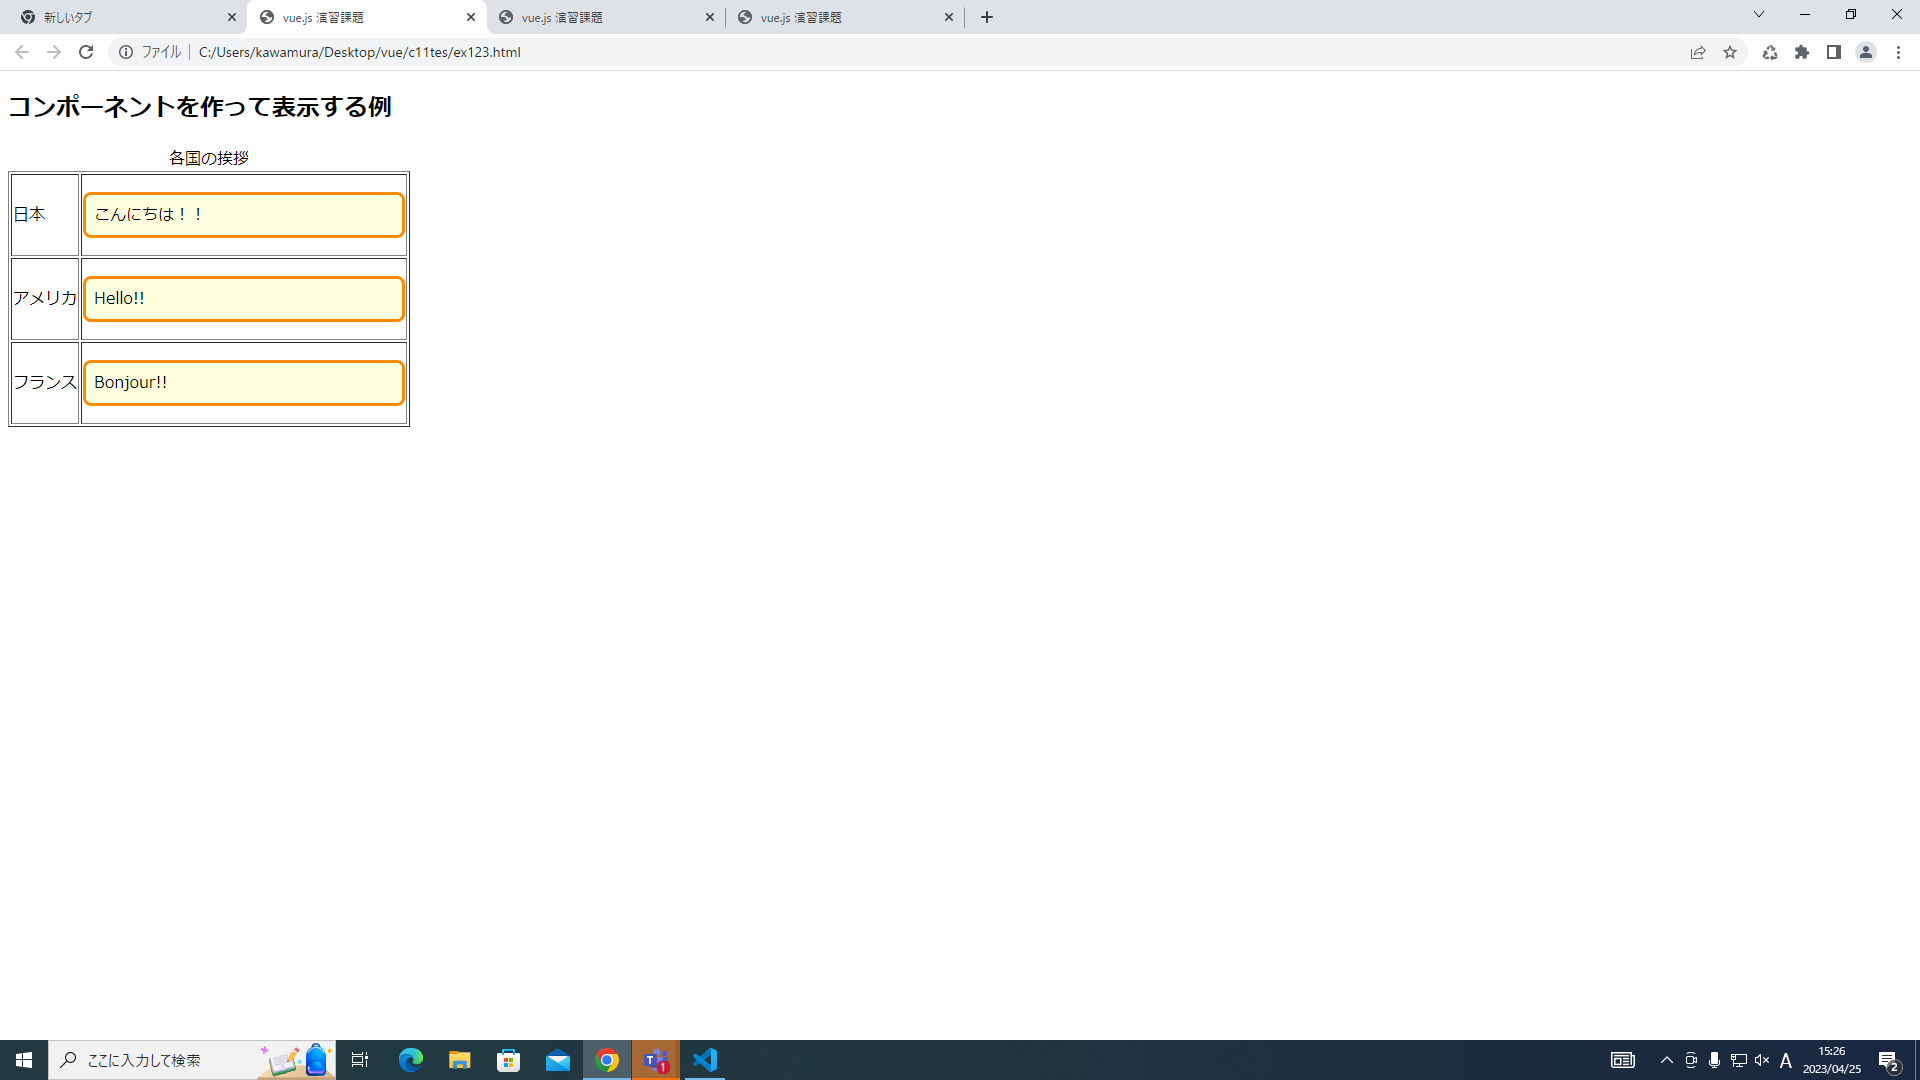 新しいタブ
vue.js 演習課題
vue.js 演習課題
vue.js 演習課題
ファイル
C:/Users/kawamura/Desktop/vue/c11tes/ex123.html
コンポーネントを作って表示する例
各国の挨拶
日本 こんにちは！！
アメリカ Hello!!
フランス Bonjour!!
ここに入力して検索
T
1
A
15:26
2023/04/25
2